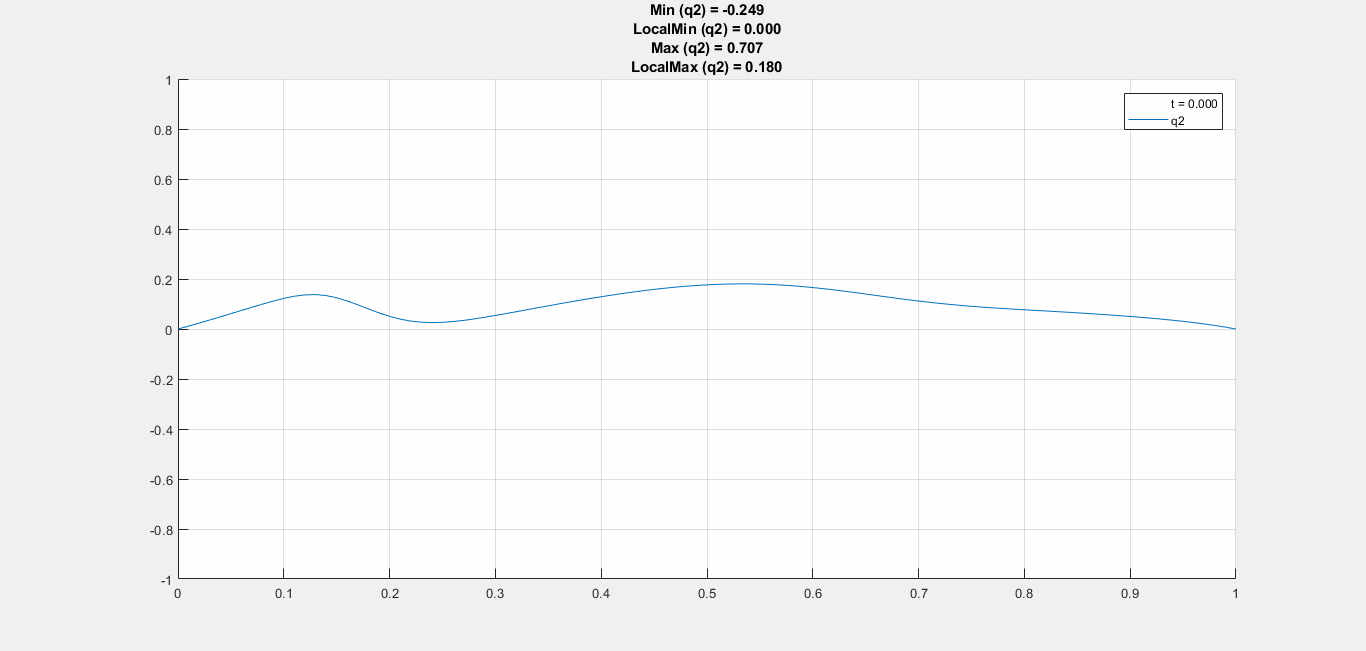 Min (q2) = -0.249
LocalMin (q2) = 0.000
Max (q2) = 0.707
LocalMax (q2) = 0.180
t = 0.000
q2
1
0.8
0.6
0.4
0.2
0
-0.2
-0.4
-0.6
-0.8
-1
0 0.1 0.2 0.3 0.4 0.5 0.6 0.7 0.8 0.9 1